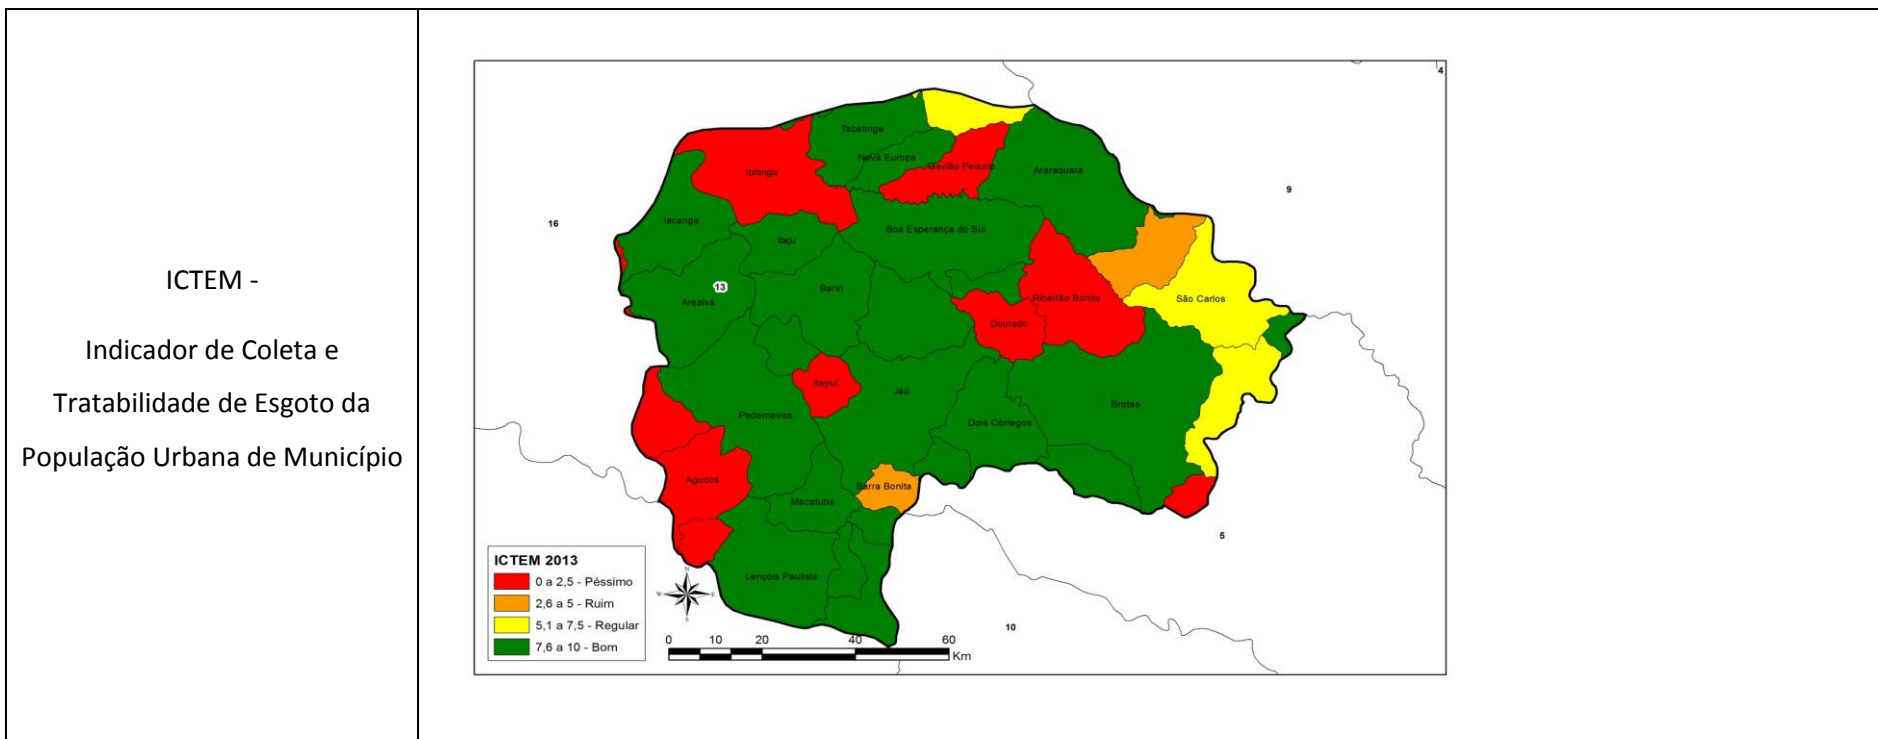 ICTEM -
Indicador de Coleta e
Tratabilidade de Esgoto da
População Urbana de Município
4
Tabatinga
Nova Europa
Gavião Peixoto
Ibitinga
Araraquara
9
16
Iacanga
Boa Esperança do Sul
Itaju
13
Bariri
Arealva
Ribeirão Bonito
São Carlos
Dourado
Itapuí
Jaú
Brotas
Pederneiras
Dois Córregos
Agudos
Barra Bonita
Macatuba
5
Lençóis Paulista
10
ICTEM 2013
0 a 2,5 - Péssimo
2,6 a 5 - Ruim
5,1 a 7,5 - Regular
7,6 a 10 - Bom
N
W E
S
0 10 20 40 60
Km